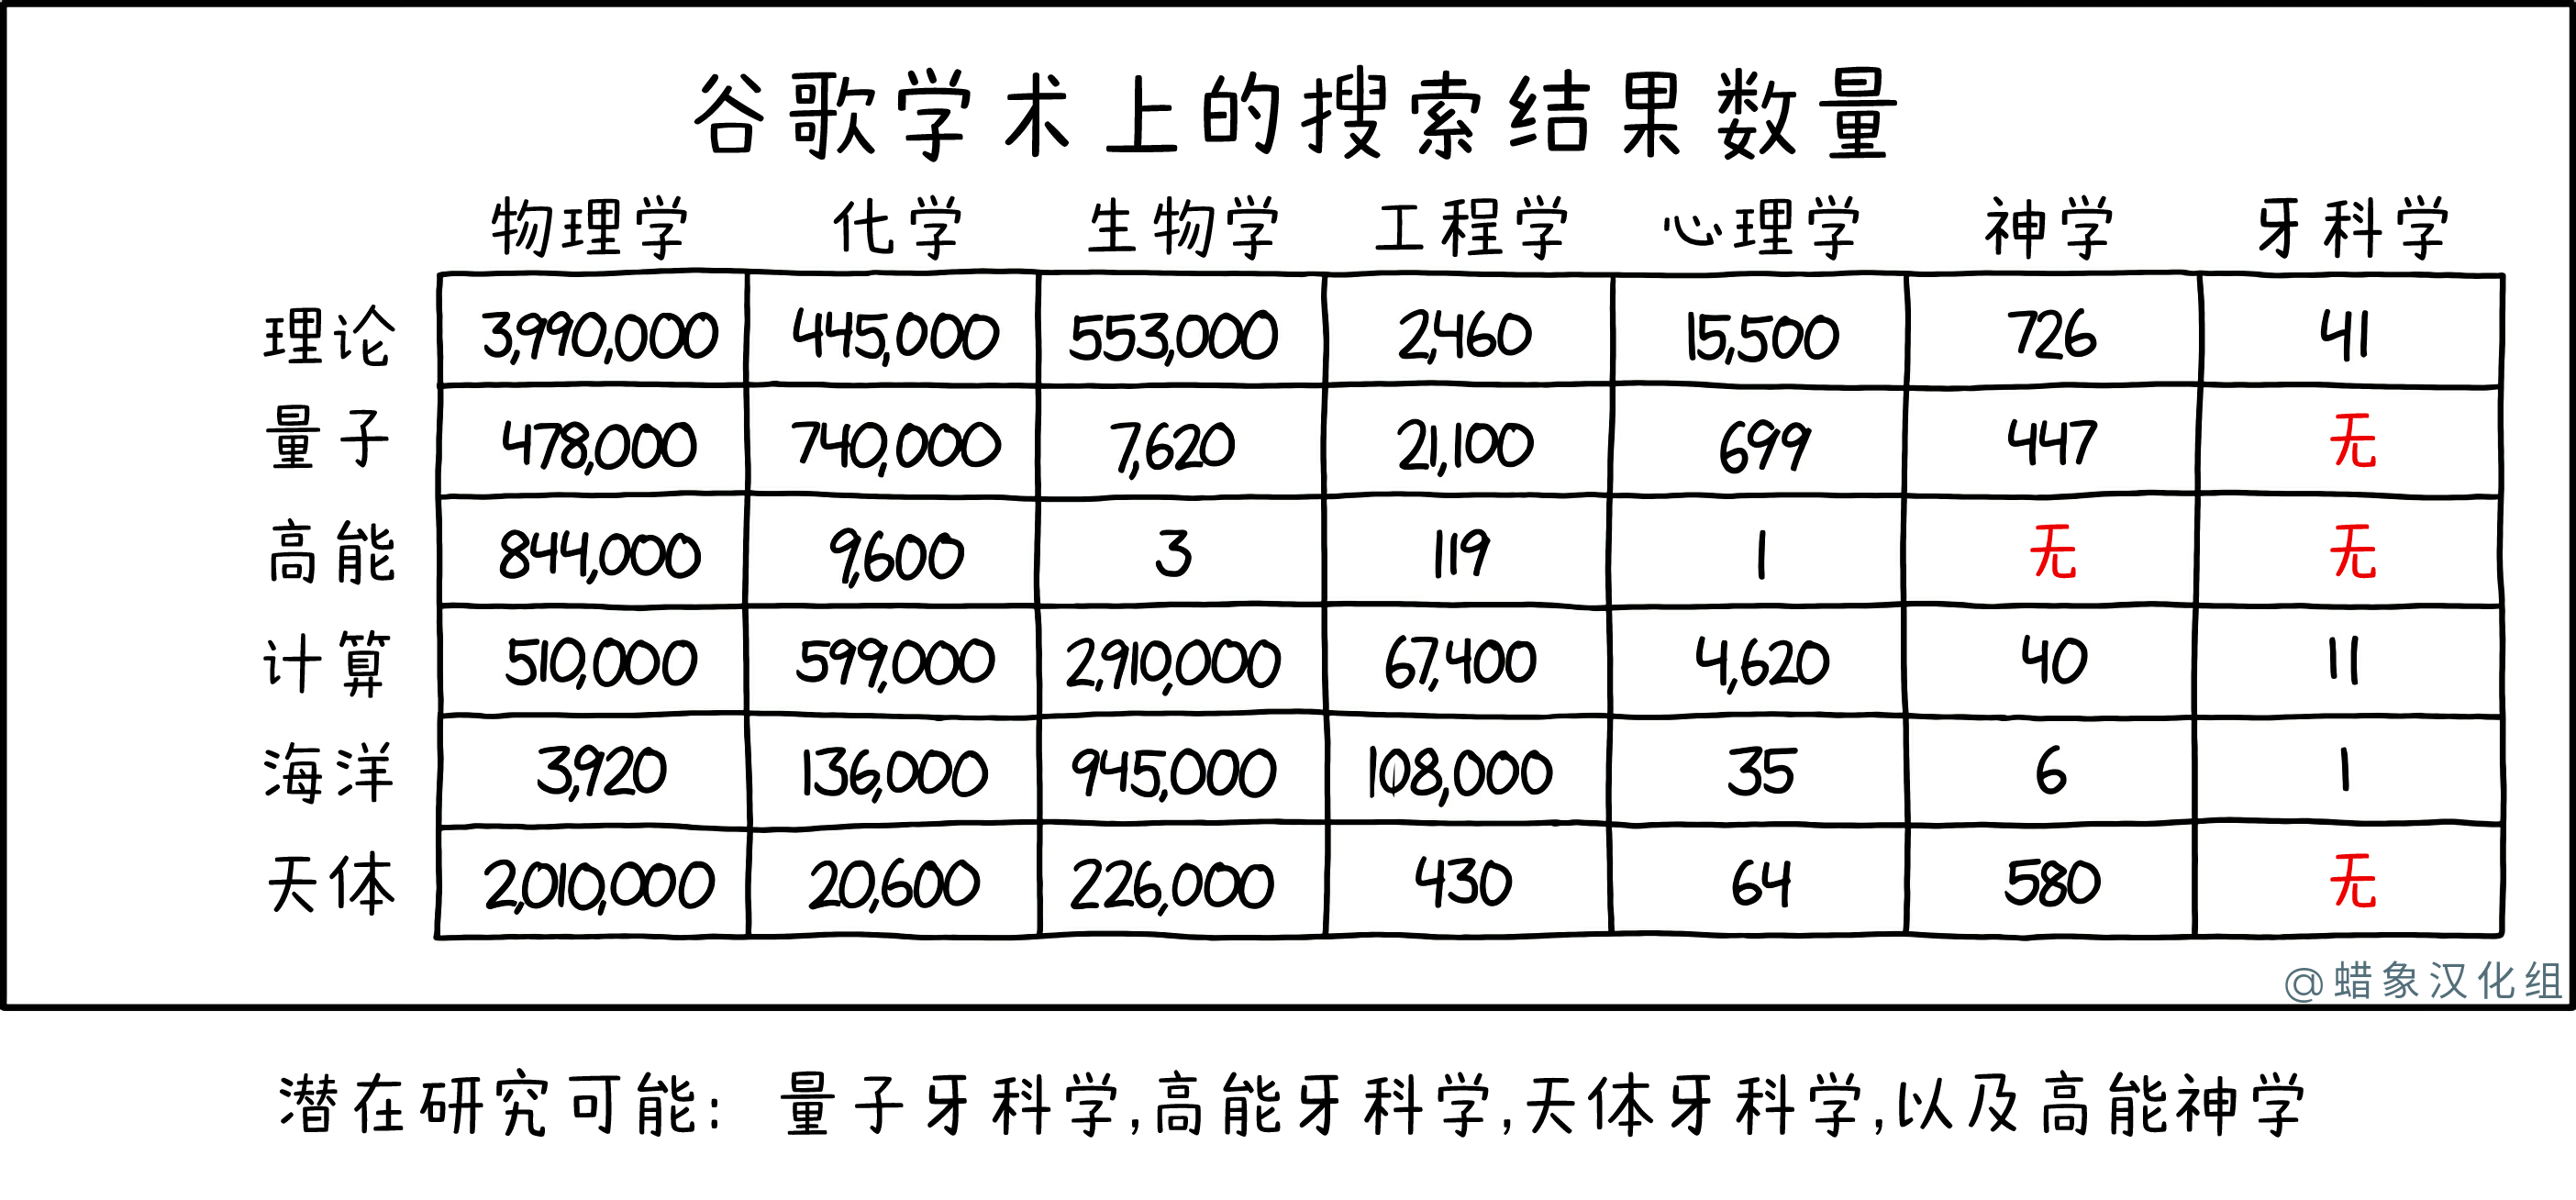 谷歌学术上的搜索结果数量
物理学 化学 生物学 工程学 心理学 神学 牙科学
理论 3,990,000 445,000 553,000 2,460 15,500 726 41
量子 478,000 740,000 7,620 21,100 699 447 无
高能 844,000 9,600 3 119 1 无 无
计算 510,000 599,000 2,910,000 67,400 4,620 40 11
海洋 3,920 136,000 945,000 108,000 35 6 1
天体 2,010,000 20,600 226,000 430 64 580 无
@蜡象汉化组
潜在研究可能: 量子牙科学,高能牙科学,天体牙科学,以及高能神学